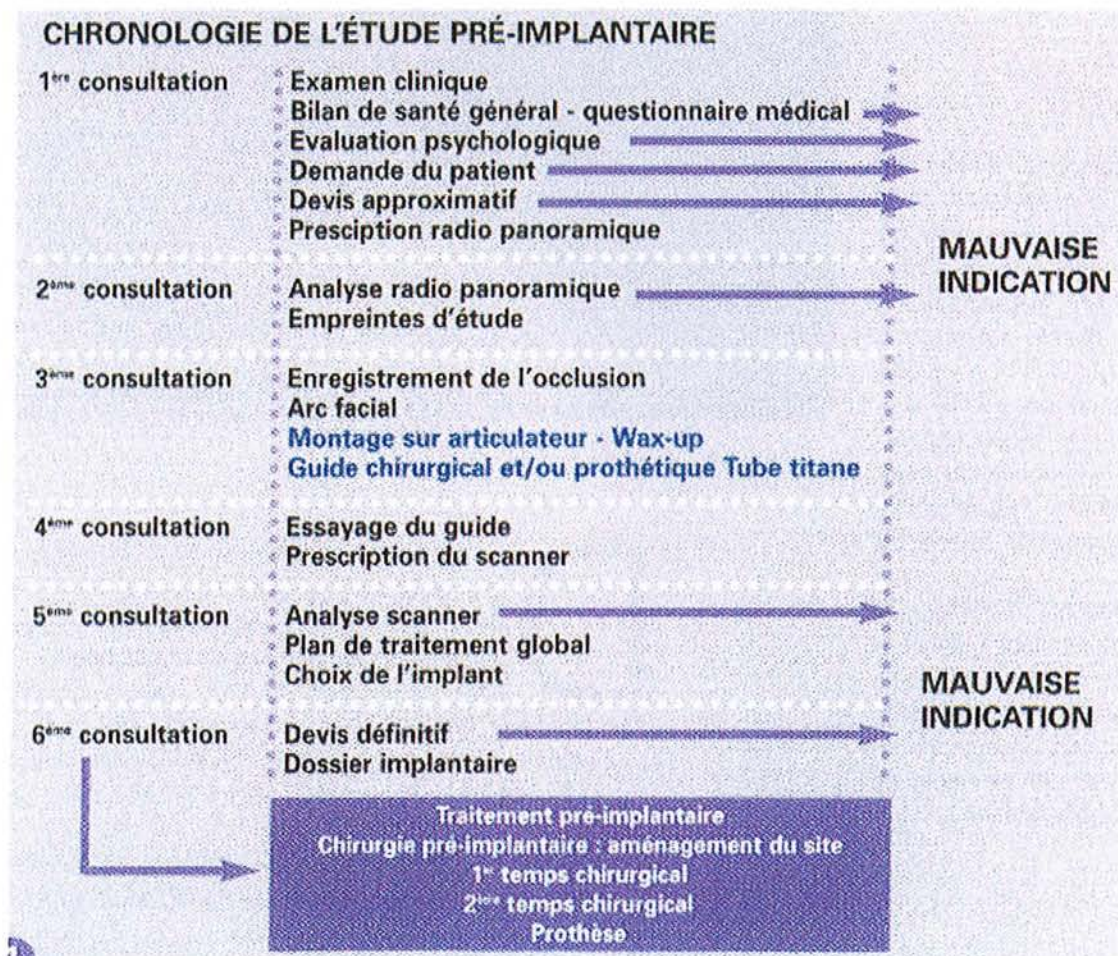 CHRONOLOGIE DE L'ÉTUDE PRÉ-IMPLANTAIRE
1ère consultation
Examen clinique
Bilan de santé général - questionnaire médical
Evaluation psychologique
Demande du patient
Devis approximatif
Presciption radio panoramique
MAUVAISE
INDICATION
2ème consultation
Analyse radio panoramique
Empreintes d'étude
3ème consultation
Enregistrement de l'occlusion
Arc facial
Montage sur articulateur - Wax-up
Guide chirurgical et/ou prothétique Tube titane
4ème consultation
Essayage du guide
Prescription du scanner
5ème consultation
Analyse scanner
Plan de traitement global
Choix de l'implant
MAUVAISE
INDICATION
6ème consultation
Devis définitif
Dossier implantaire
Traitement pré-implantaire
Chirurgie pré-implantaire : aménagement du site
1er temps chirurgical
2ème temps chirurgical
Prothèse